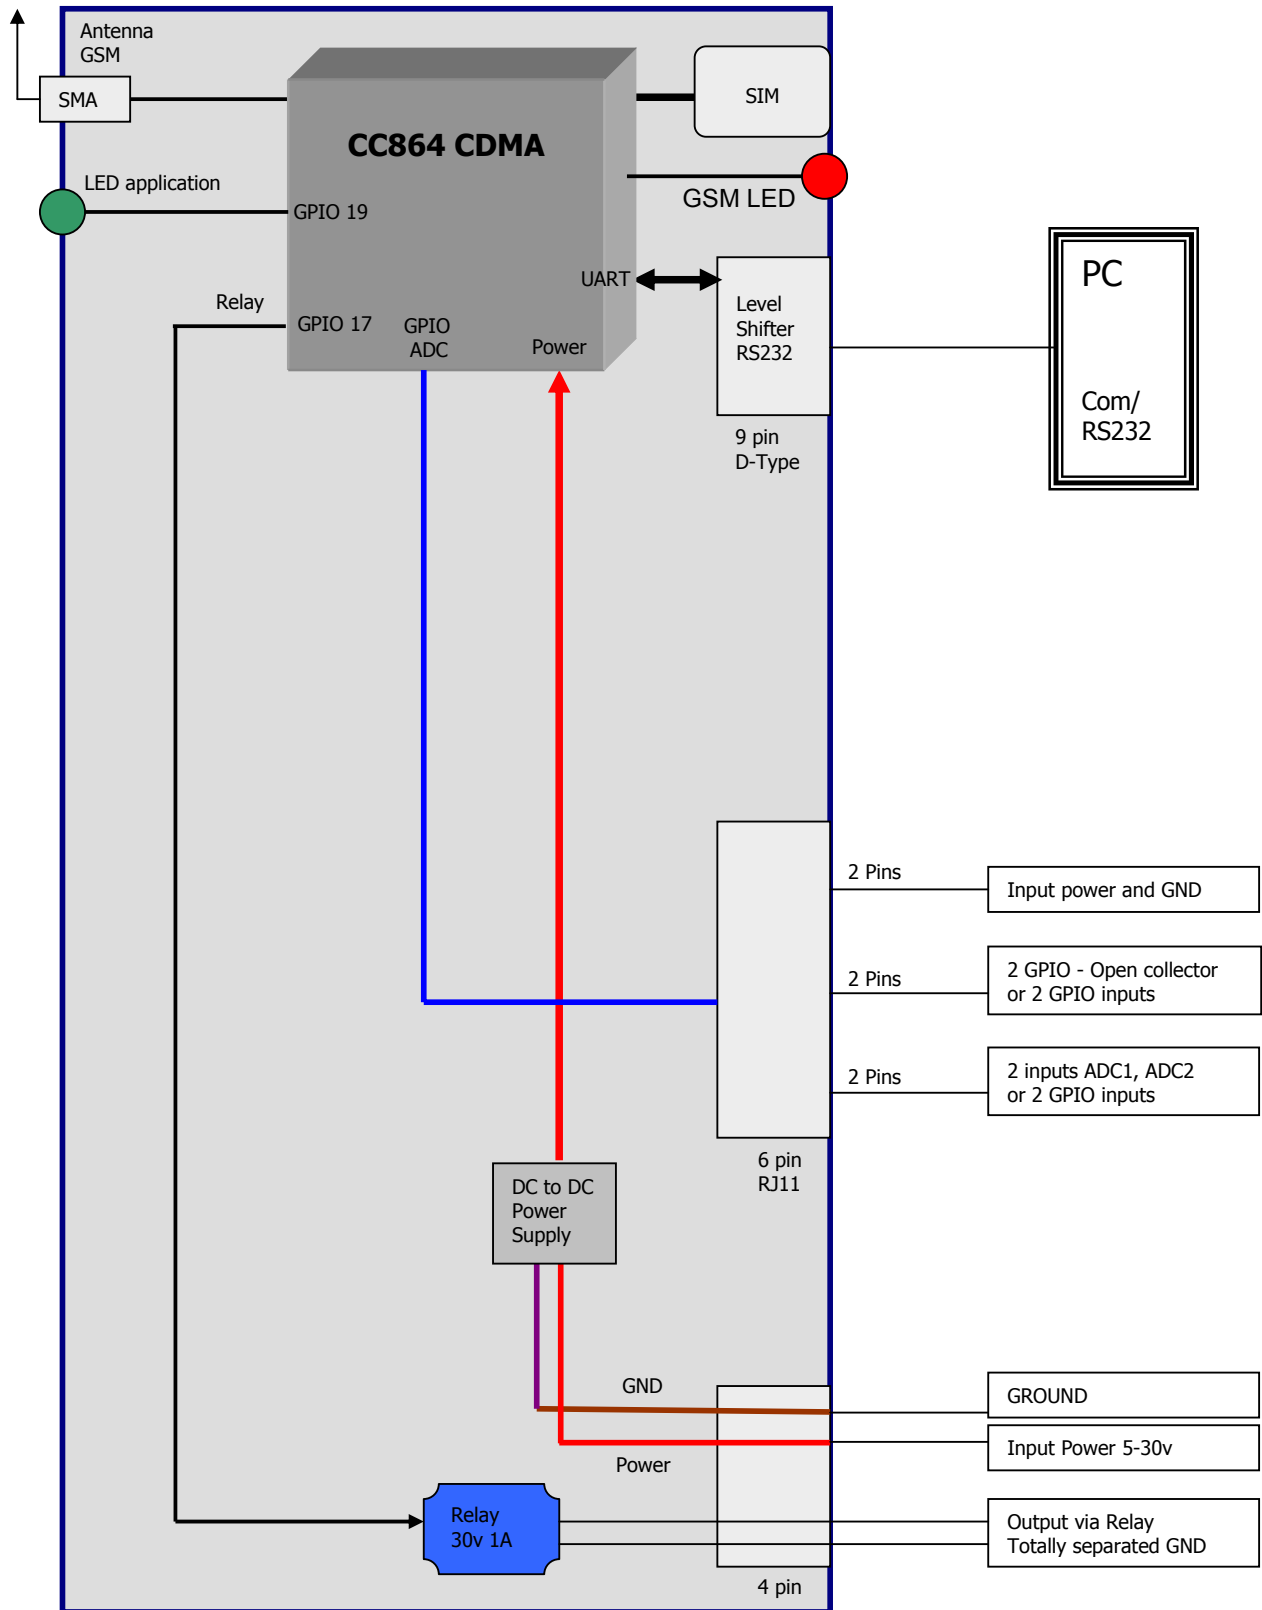 Antenna
GSM
SMA
SIM
CC864 CDMA
LED application
GSM LED
GPIO 19
PC
UART
Relay
Level
Shifter
RS232
GPIO 17
GPIO
ADC
Power
Com/
RS232
9 pin
D-Type
2 Pins
Input power and GND
2 Pins
2 GPIO - Open collector
or 2 GPIO inputs
2 Pins
2 inputs ADC1, ADC2
or 2 GPIO inputs
6 pin
RJ11
DC to DC
Power
Supply
GND
GROUND
Power
Input Power 5-30v
Relay
30v 1A
Output via Relay
Totally separated GND
4 pin